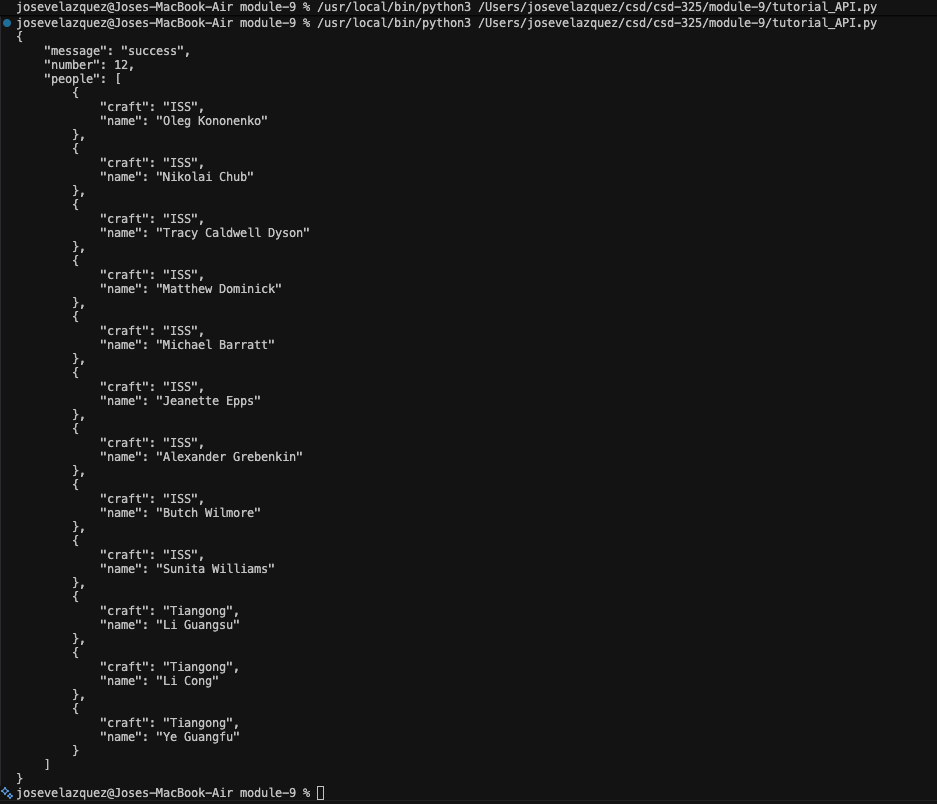 josevelazquez@Joses-MacBook-Air module-9 % /usr/local/bin/python3 /Users/josevelazquez/csd/csd-325/module-9/tutorial_API.py
josevelazquez@Joses-MacBook-Air module-9 % /usr/local/bin/python3 /Users/josevelazquez/csd/csd-325/module-9/tutorial_API.py
{
    "message": "success",
    "number": 12,
    "people": [
        {
            "craft": "ISS",
            "name": "Oleg Kononenko"
        },
        {
            "craft": "ISS",
            "name": "Nikolai Chub"
        },
        {
            "craft": "ISS",
            "name": "Tracy Caldwell Dyson"
        },
        {
            "craft": "ISS",
            "name": "Matthew Dominick"
        },
        {
            "craft": "ISS",
            "name": "Michael Barratt"
        },
        {
            "craft": "ISS",
            "name": "Jeanette Epps"
        },
        {
            "craft": "ISS",
            "name": "Alexander Grebenkin"
        },
        {
            "craft": "ISS",
            "name": "Butch Wilmore"
        },
        {
            "craft": "ISS",
            "name": "Sunita Williams"
        },
        {
            "craft": "Tiangong",
            "name": "Li Guangsu"
        },
        {
            "craft": "Tiangong",
            "name": "Li Cong"
        },
        {
            "craft": "Tiangong",
            "name": "Ye Guangfu"
        }
    ]
}
josevelazquez@Joses-MacBook-Air module-9 %